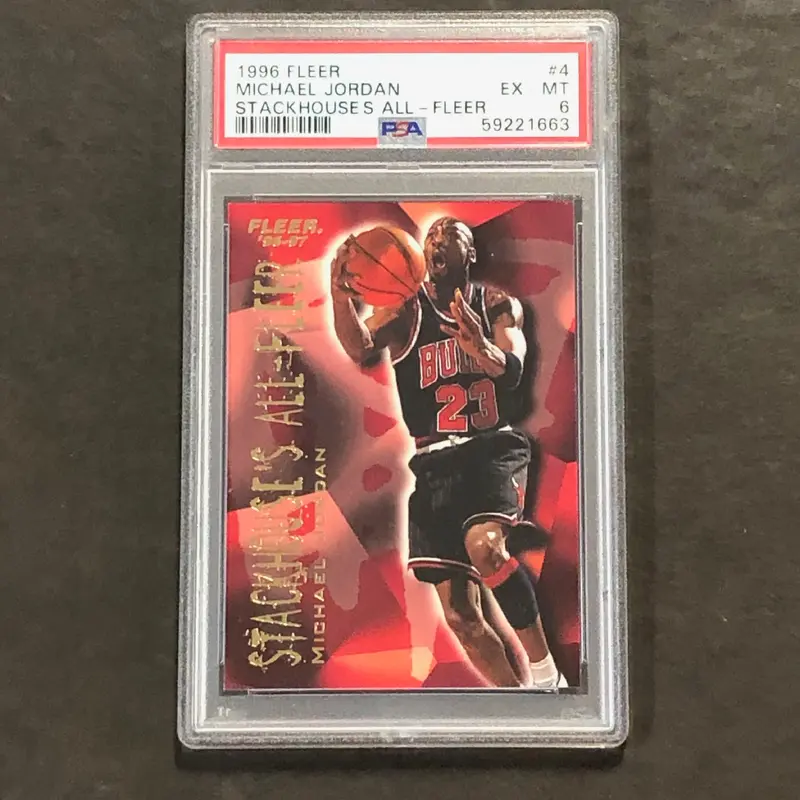 1996 FLEER #4
MICHAEL JORDAN EX MT
STACKHOUSE'S ALL-FLEER 6
PSA 59221663
FLEER.
'96-97
STACKHOUSE'S ALL-FLEER
MICHAEL JORDAN
BULLS
23